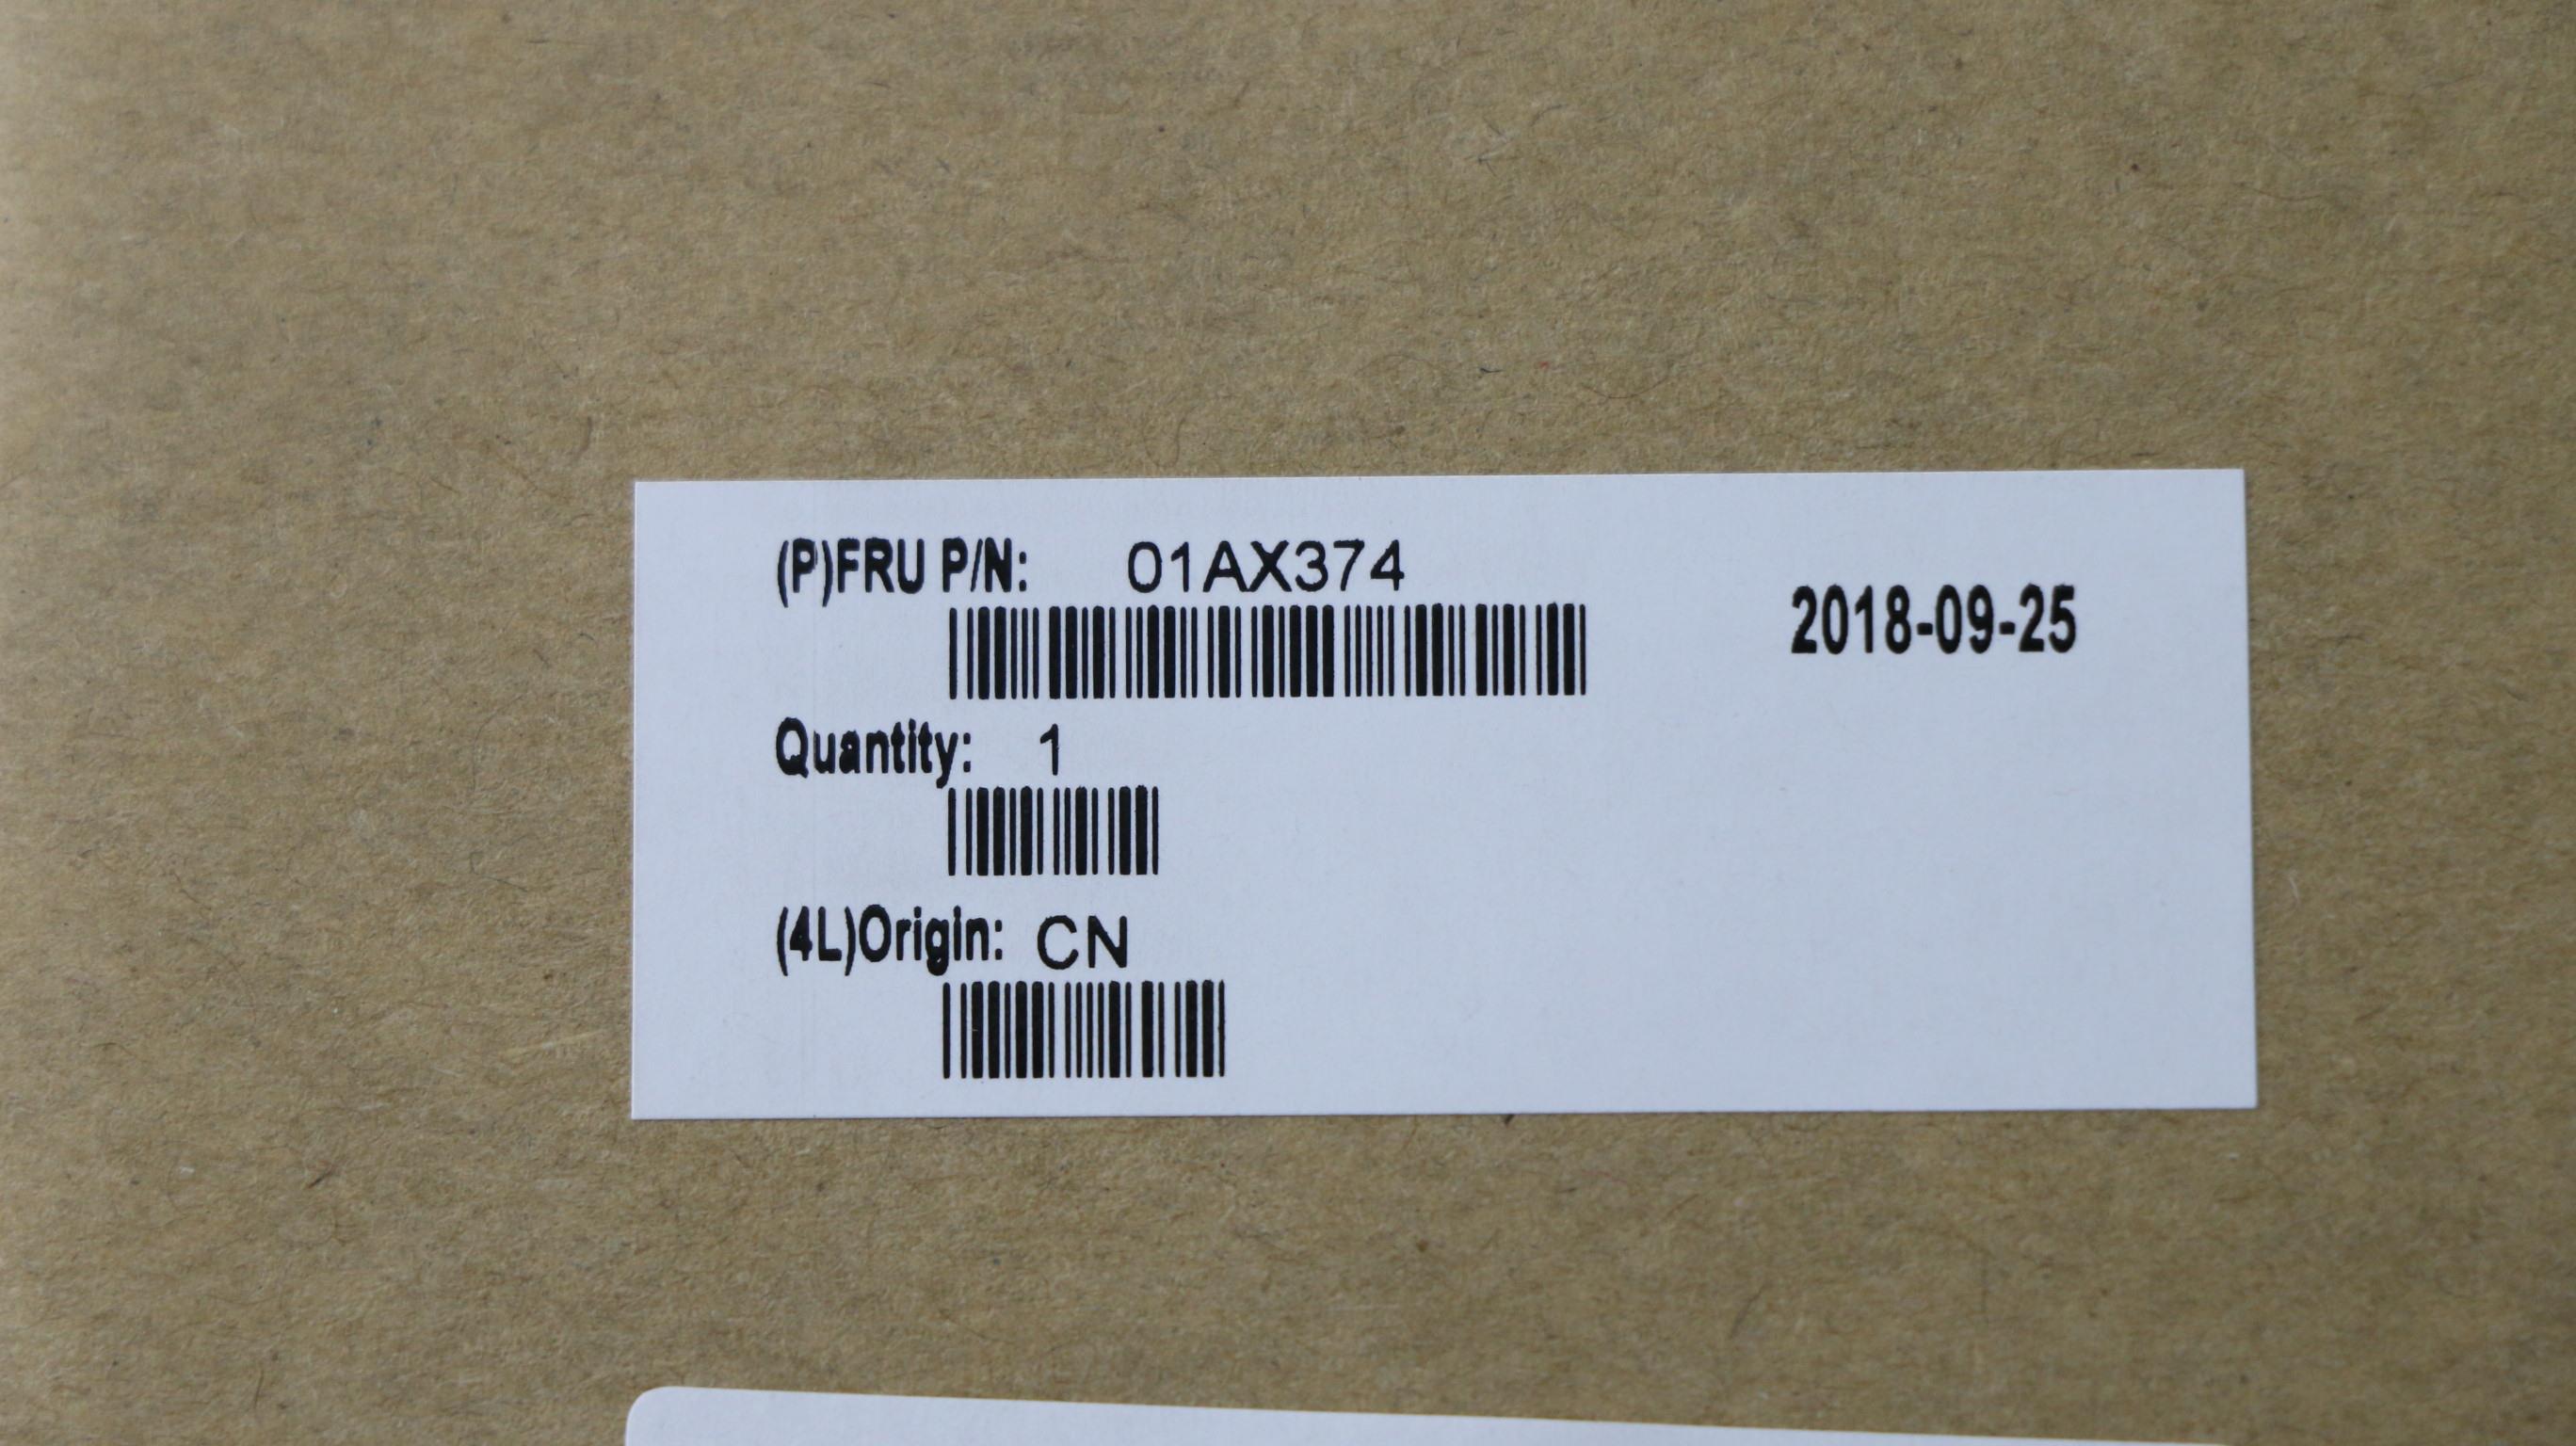 (P)FRU P/N: 01AX374
2018-09-25
Quantity: 1
(4L)Origin: CN